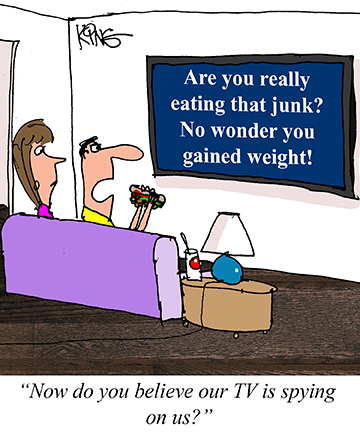 KING
Are you really
eating that junk?
No wonder you
gained weight!
“Now do you believe our TV is spying
on us?”